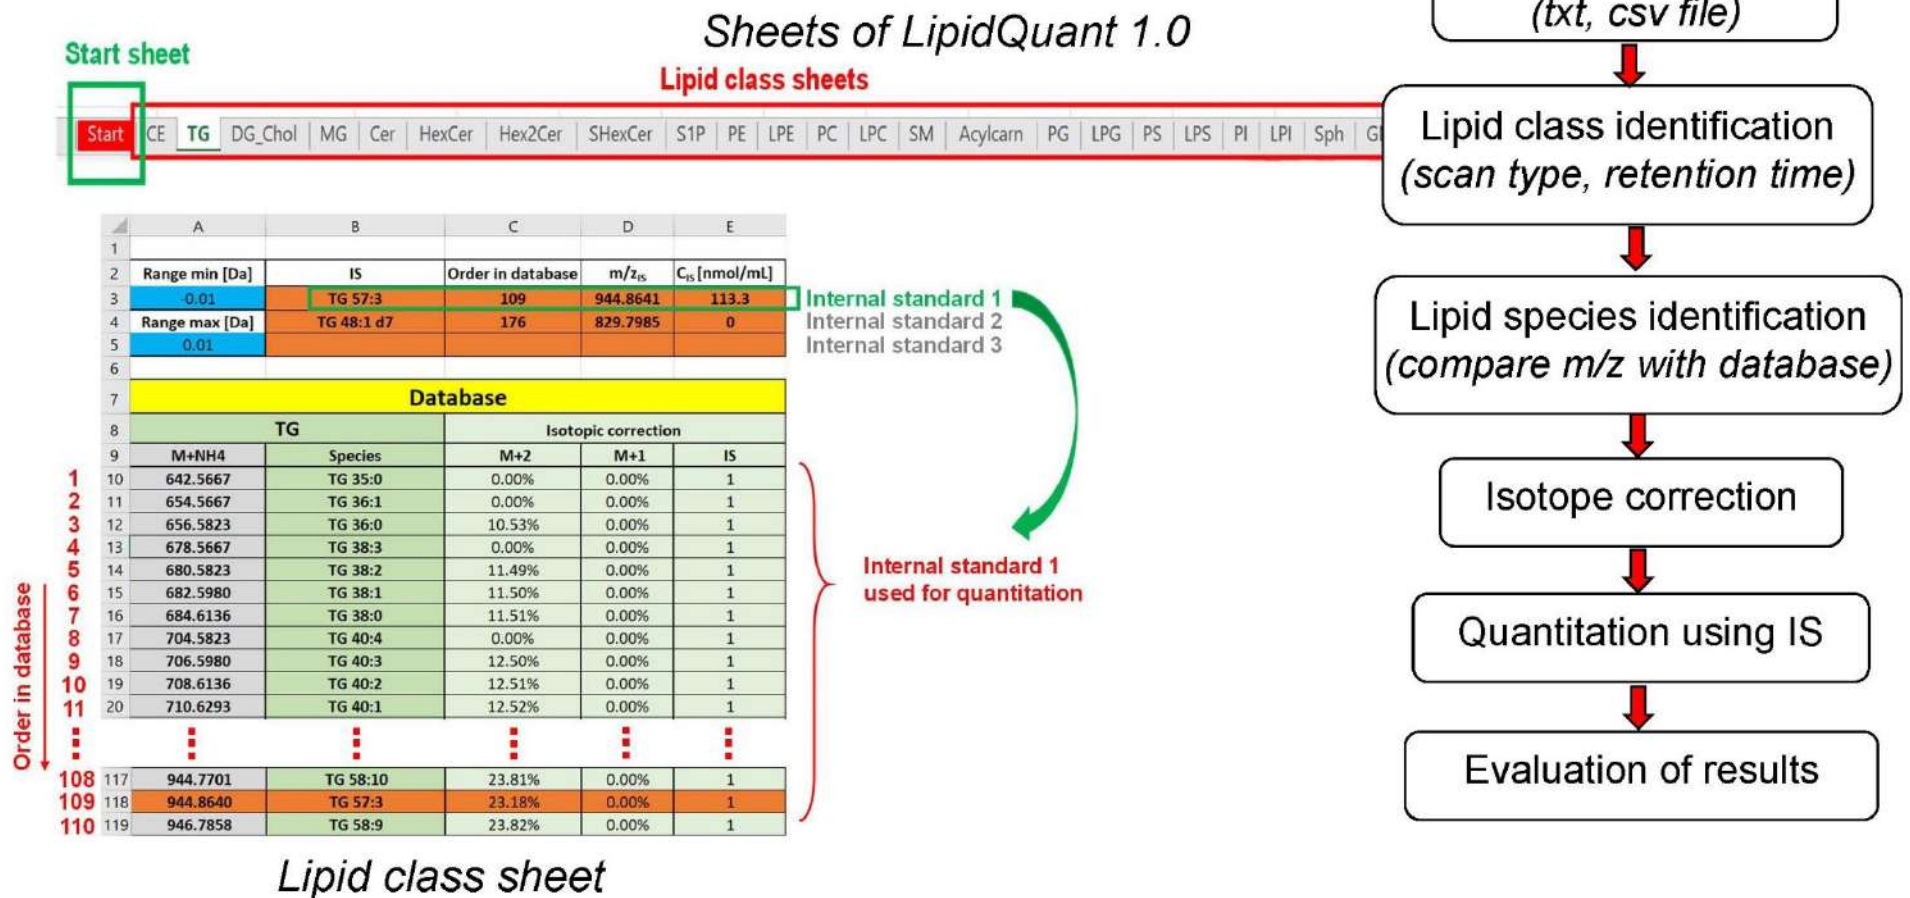 Sheets of LipidQuant 1.0
Start sheet
Lipid class sheets
Start CE TG DG_Chol MG Cer HexCer Hex2Cer SHexCer S1P PE LPE PC LPC SM Acylcarn PG LPG PS LPS PI LPI Sph
A B C D E
1
2 Range min [Da] IS Order in database m/zIS CIS [nmol/mL]
3 -0.01 TG 57:3 109 944.8641 113.3 Internal standard 1
4 Range max [Da] TG 48:1 d7 176 829.7985 0 Internal standard 2
5 0.01 Internal standard 3
6
7 Database
8 TG Isotopic correction
9 M+NH4 Species M+2 M+1 IS
1 10 642.5667 TG 35:0 0.00% 0.00% 1
2 11 654.5667 TG 36:1 0.00% 0.00% 1
3 12 656.5823 TG 36:0 10.53% 0.00% 1
4 13 678.5667 TG 38:3 0.00% 0.00% 1
5 14 680.5823 TG 38:2 11.49% 0.00% 1
6 15 682.5980 TG 38:1 11.50% 0.00% 1
7 16 684.6136 TG 38:0 11.51% 0.00% 1
8 17 704.5823 TG 40:4 0.00% 0.00% 1
9 18 706.5980 TG 40:3 12.50% 0.00% 1
10 19 708.6136 TG 40:2 12.51% 0.00% 1
11 20 710.6293 TG 40:1 12.52% 0.00% 1
108 117 944.7701 TG 58:10 23.81% 0.00% 1
109 118 944.8640 TG 57:3 23.18% 0.00% 1
110 119 946.7858 TG 58:9 23.82% 0.00% 1
Order in database
Internal standard 1
used for quantitation
Lipid class sheet
(txt, csv file)
Lipid class identification
(scan type, retention time)
Lipid species identification
(compare m/z with database)
Isotope correction
Quantitation using IS
Evaluation of results